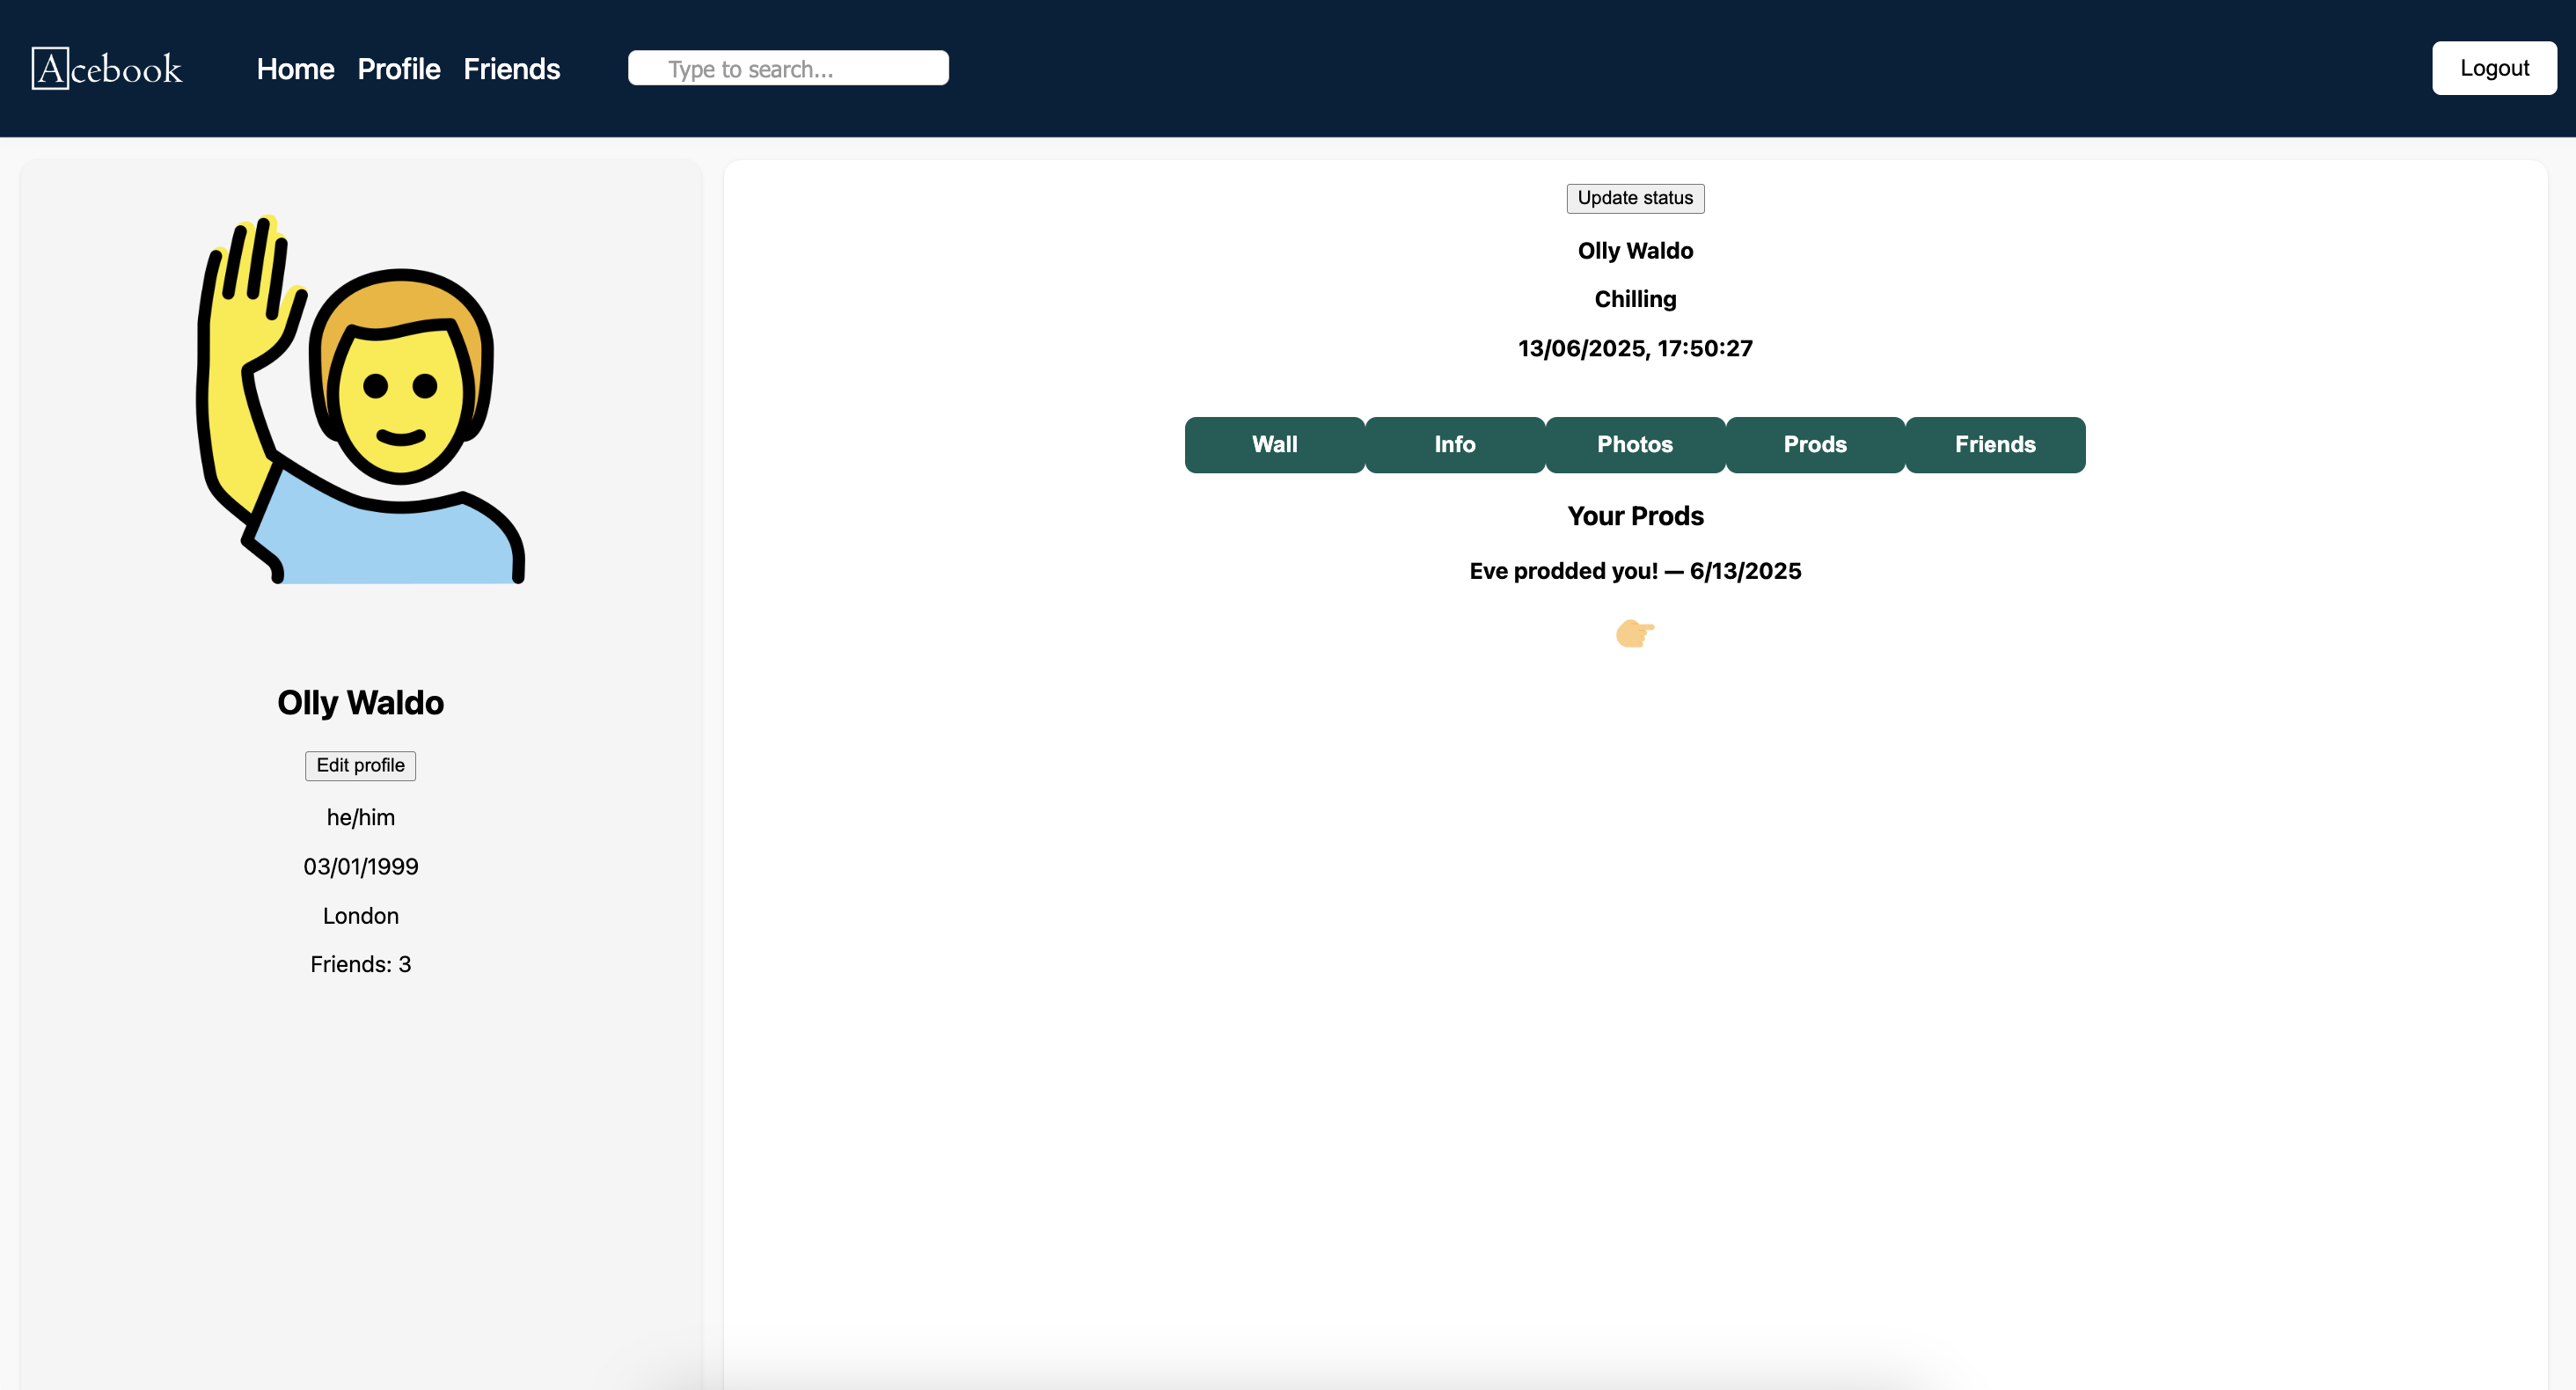 Acebook
Home Profile Friends
Type to search...
Logout
Olly Waldo
Edit profile
he/him
03/01/1999
London
Friends: 3
Update status
Olly Waldo
Chilling
13/06/2025, 17:50:27
Wall Info Photos Prods Friends
Your Prods
Eve prodded you! — 6/13/2025